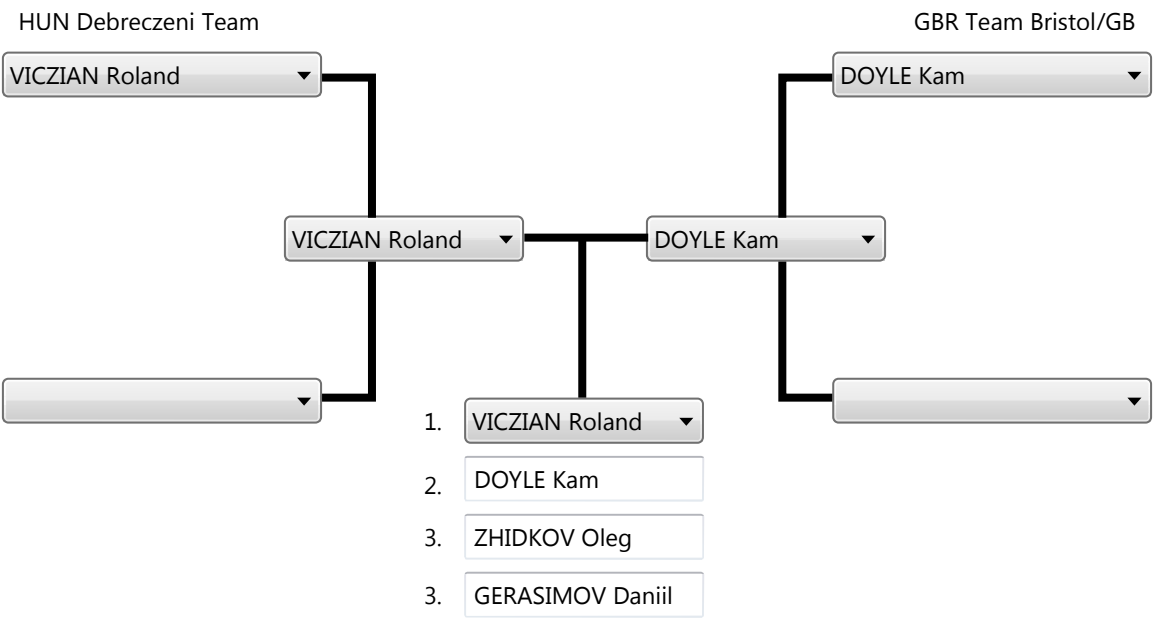 HUN Debreczeni Team
GBR Team Bristol/GB
VICZIAN Roland
DOYLE Kam
VICZIAN Roland
DOYLE Kam
1. VICZIAN Roland
2. DOYLE Kam
3. ZHIDKOV Oleg
3. GERASIMOV Daniil